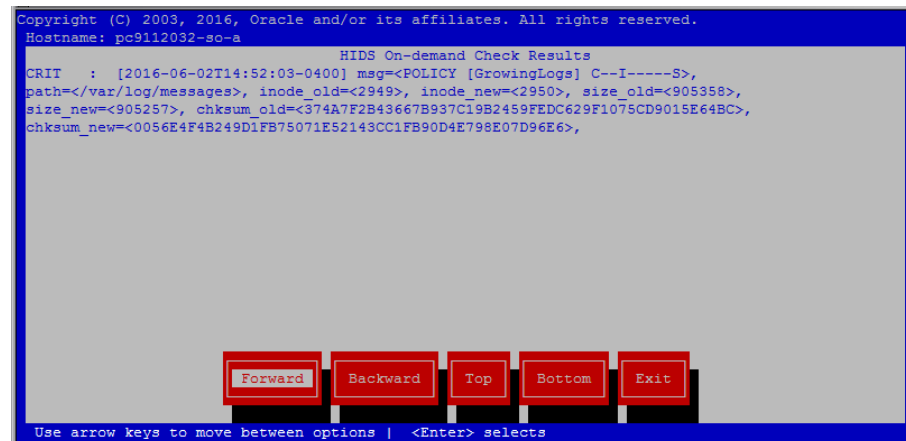 Copyright (C) 2003, 2016, Oracle and/or its affiliates. All rights reserved.
Hostname: pc9112032-so-a
HIDS On-demand Check Results
CRIT   :  [2016-06-02T14:52:03-0400] msg=<POLICY [GrowingLogs] C--I-----S>,
path=</var/log/messages>, inode_old=<2949>, inode_new=<2950>, size_old=<905358>,
size_new=<905257>, chksum_old=<374A7F2B43667B937C19B2459FEDC629F1075CD9015E64BC>,
chksum_new=<0056E4F4B249D1FB75071E52143CC1FB90D4E798E07D96E6>,
Forward Backward Top Bottom Exit
Use arrow keys to move between options |  <Enter> selects